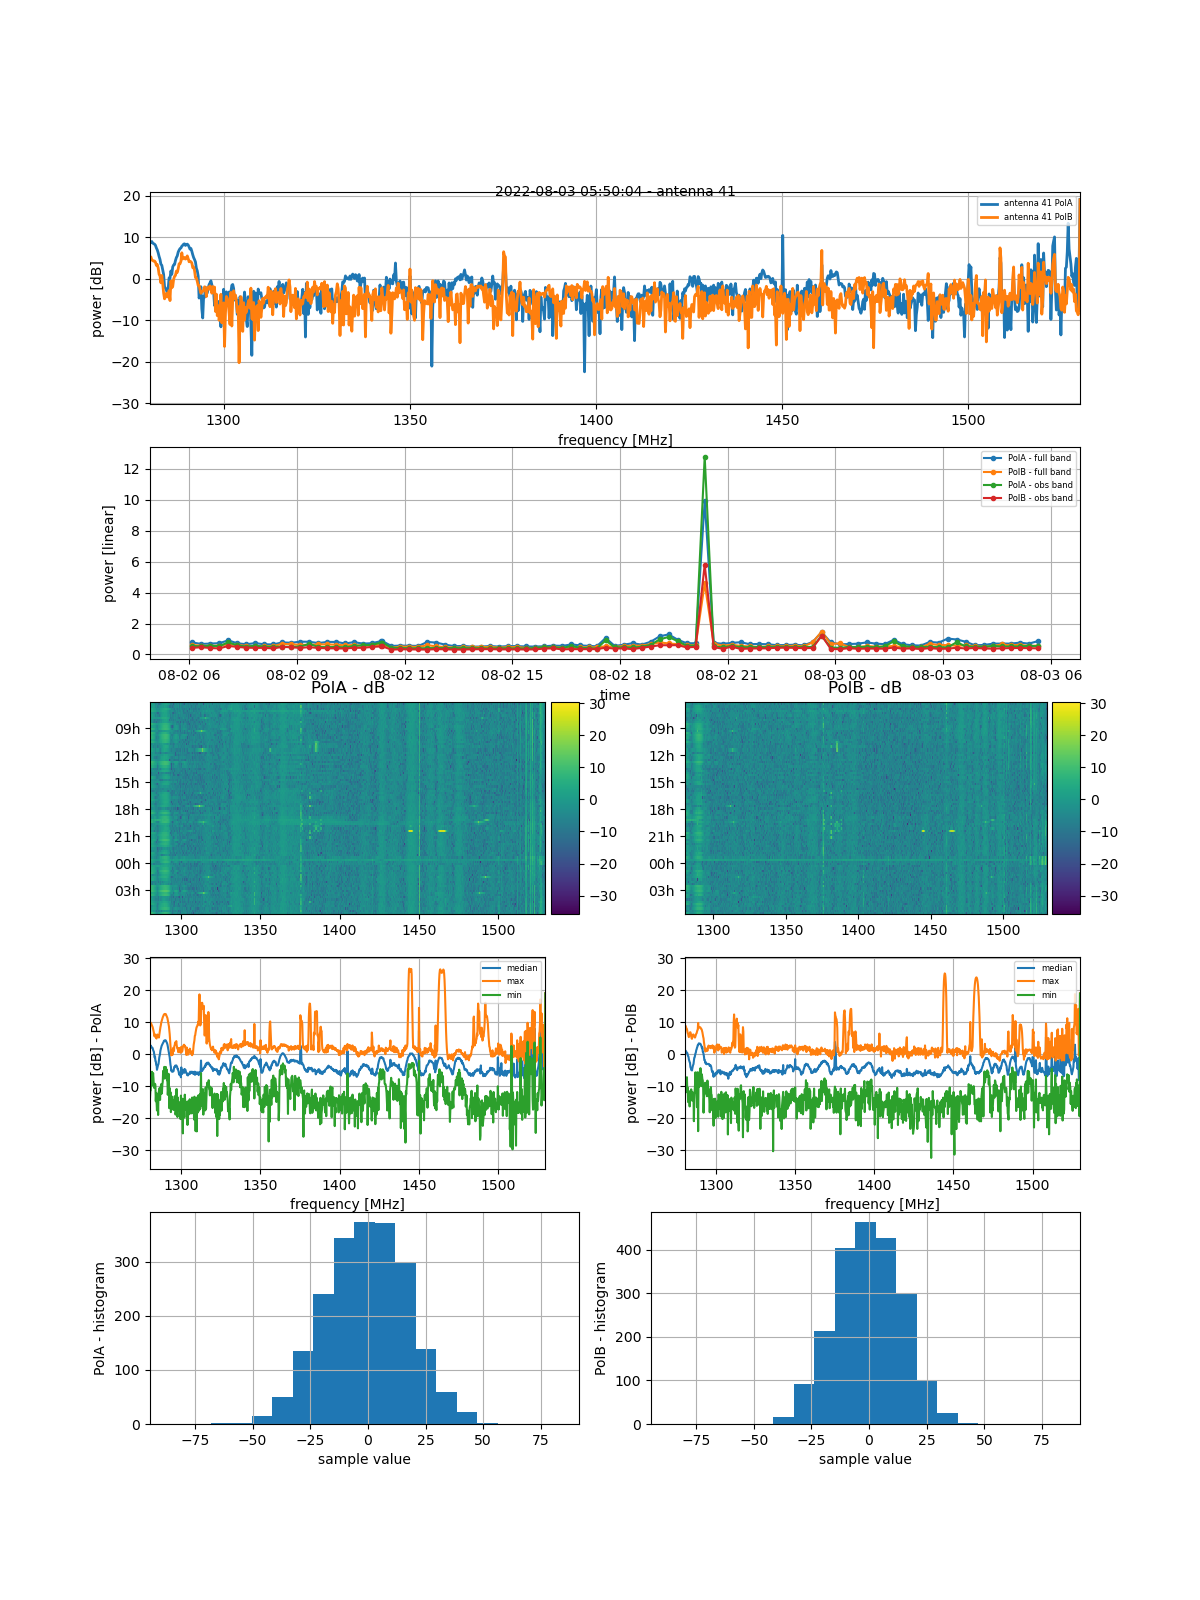 2022-08-03 05:50:04 - antenna 41
20
10
0
−10
−20
−30
power [dB]
antenna 41 PolA
antenna 41 PolB
1300
1350
1400
1450
1500
frequency [MHz]
12
10
8
6
4
2
0
power [linear]
PolA - full band
PolB - full band
PolA - obs band
PolB - obs band
08-02 06
08-02 09
08-02 12
08-02 15
08-02 18
08-02 21
08-03 00
08-03 03
08-03 06
time
PolA - dB
09h
12h
15h
18h
21h
00h
03h
1300
1350
1400
1450
1500
30
20
10
0
−10
−20
−30
PolB - dB
09h
12h
15h
18h
21h
00h
03h
1300
1350
1400
1450
1500
30
20
10
0
−10
−20
−30
30
20
10
0
−10
−20
−30
power [dB] - PolA
median
max
min
1300
1350
1400
1450
1500
frequency [MHz]
30
20
10
0
−10
−20
−30
power [dB] - PolB
median
max
min
1300
1350
1400
1450
1500
frequency [MHz]
300
200
100
0
PolA - histogram
−75
−50
−25
0
25
50
75
sample value
400
300
200
100
0
PolB - histogram
−75
−50
−25
0
25
50
75
sample value